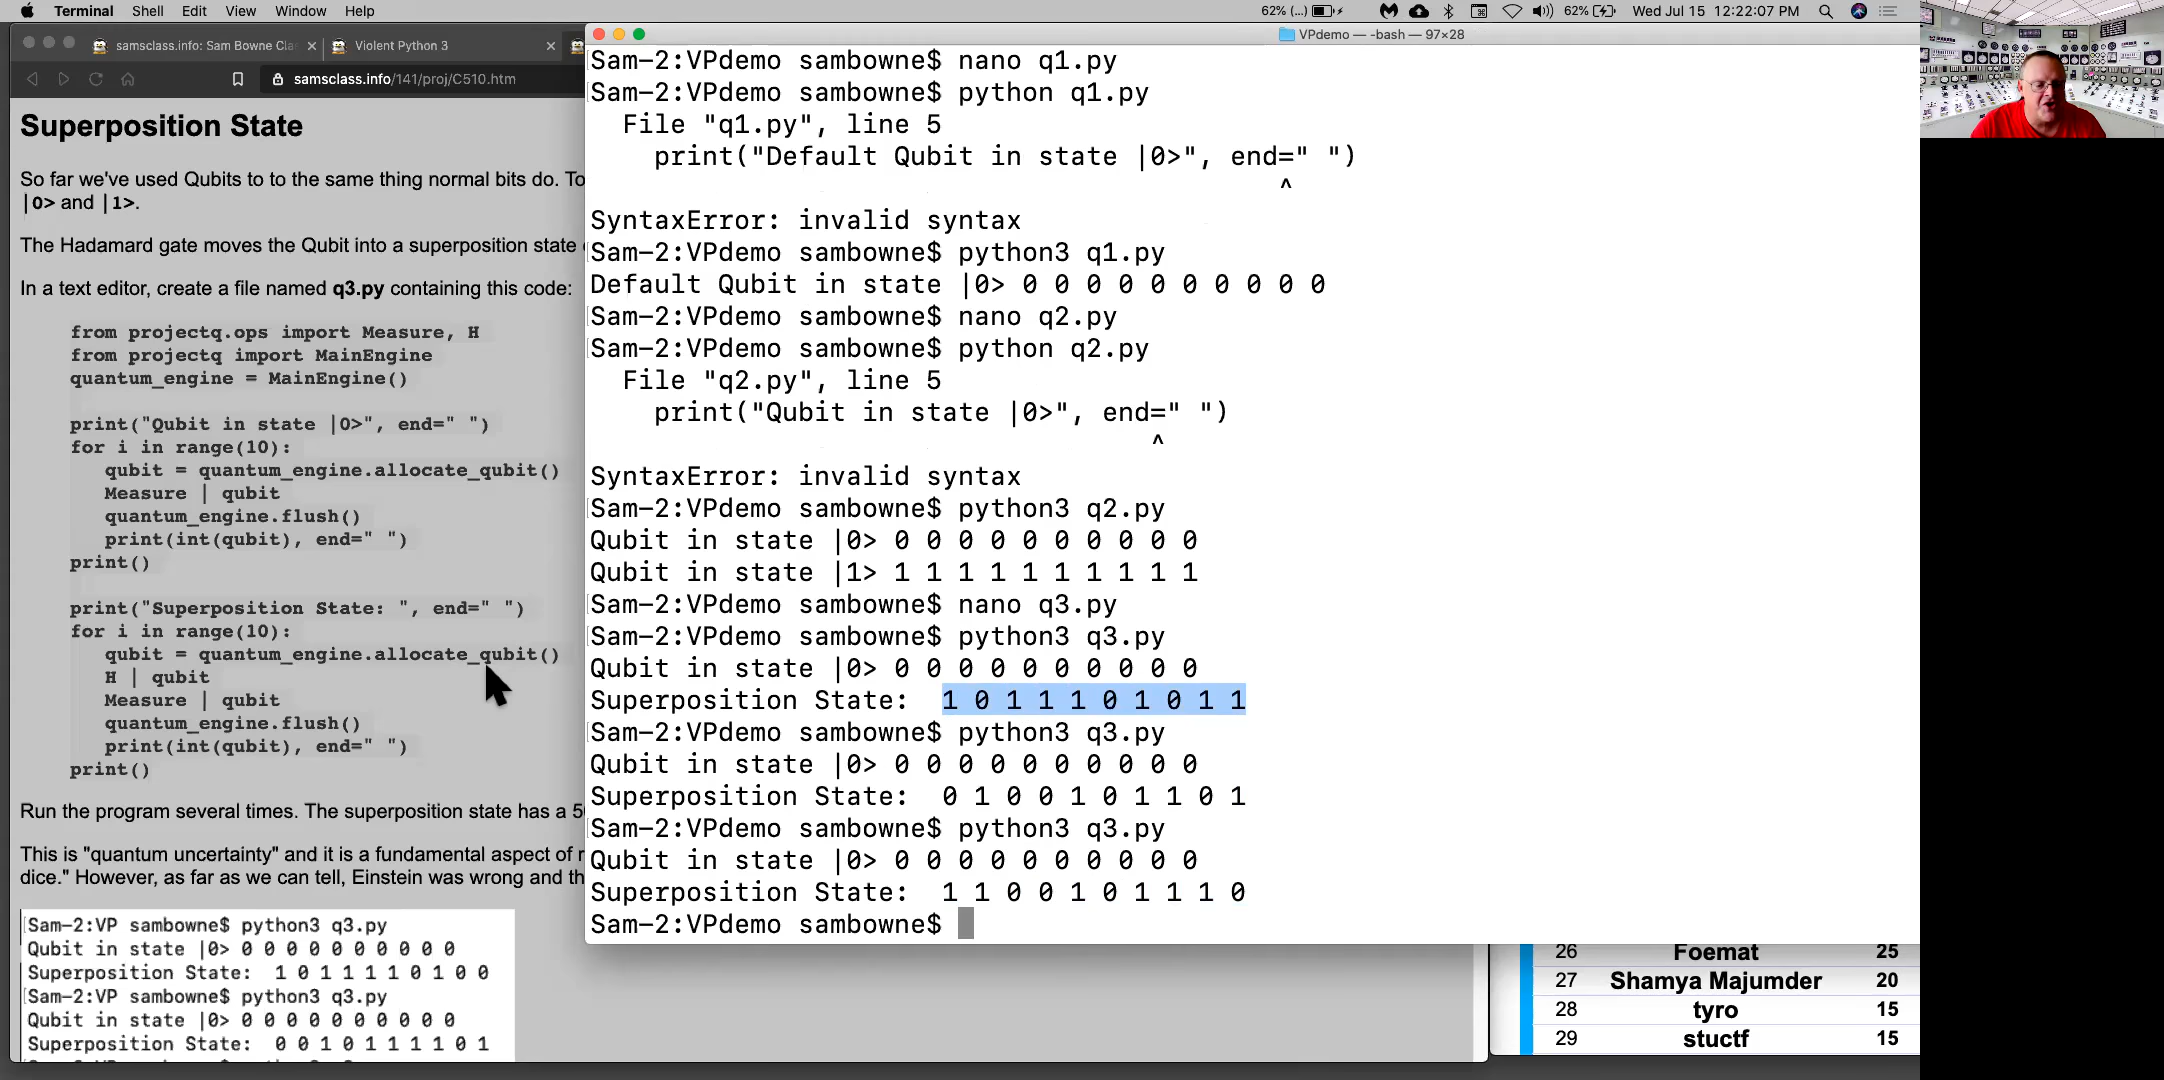 Terminal Shell Edit View Window Help
62% (...) 62% Wed Jul 15 12:22:07 PM
samsclass.info: Sam Bowne Cla
Violent Python 3
samsclass.info/141/proj/C510.htm
Superposition State
So far we've used Qubits to to the same thing normal bits do. To
|0> and |1>.
The Hadamard gate moves the Qubit into a superposition state
In a text editor, create a file named q3.py containing this code:
from projectq.ops import Measure, H
from projectq import MainEngine
quantum_engine = MainEngine()
print("Qubit in state |0>", end=" ")
for i in range(10):
qubit = quantum_engine.allocate_qubit()
Measure | qubit
quantum_engine.flush()
print(int(qubit), end=" ")
print()
print("Superposition State: ", end=" ")
for i in range(10):
qubit = quantum_engine.allocate_qubit()
H | qubit
Measure | qubit
quantum_engine.flush()
print(int(qubit), end=" ")
print()
Run the program several times. The superposition state has a
This is "quantum uncertainty" and it is a fundamental aspect of
dice." However, as far as we can tell, Einstein was wrong and
Sam-2:VP sambowne$ python3 q3.py
Qubit in state |0> 0 0 0 0 0 0 0 0 0 0
Superposition State:  1 0 1 1 1 1 0 1 0 0
Sam-2:VP sambowne$ python3 q3.py
Qubit in state |0> 0 0 0 0 0 0 0 0 0 0
Superposition State:  0 0 1 0 1 1 1 1 0 1
VPdemo — -bash — 97×28
Sam-2:VPdemo sambowne$ nano q1.py
Sam-2:VPdemo sambowne$ python q1.py
File "q1.py", line 5
print("Default Qubit in state |0>", end=" ")
^
SyntaxError: invalid syntax
Sam-2:VPdemo sambowne$ python3 q1.py
Default Qubit in state |0> 0 0 0 0 0 0 0 0 0 0
Sam-2:VPdemo sambowne$ nano q2.py
Sam-2:VPdemo sambowne$ python q2.py
File "q2.py", line 5
print("Qubit in state |0>", end=" ")
^
SyntaxError: invalid syntax
Sam-2:VPdemo sambowne$ python3 q2.py
Qubit in state |0> 0 0 0 0 0 0 0 0 0 0
Qubit in state |1> 1 1 1 1 1 1 1 1 1 1
Sam-2:VPdemo sambowne$ nano q3.py
Sam-2:VPdemo sambowne$ python3 q3.py
Qubit in state |0> 0 0 0 0 0 0 0 0 0 0
Superposition State:  1 0 1 1 1 0 1 0 1 1
Sam-2:VPdemo sambowne$ python3 q3.py
Qubit in state |0> 0 0 0 0 0 0 0 0 0 0
Superposition State:  0 1 0 0 1 0 1 1 0 1
Sam-2:VPdemo sambowne$ python3 q3.py
Qubit in state |0> 0 0 0 0 0 0 0 0 0 0
Superposition State:  1 1 0 0 1 0 1 1 1 0
Sam-2:VPdemo sambowne$
26 Foemat 25
27 Shamya Majumder 20
28 tyro 15
29 stuctf 15